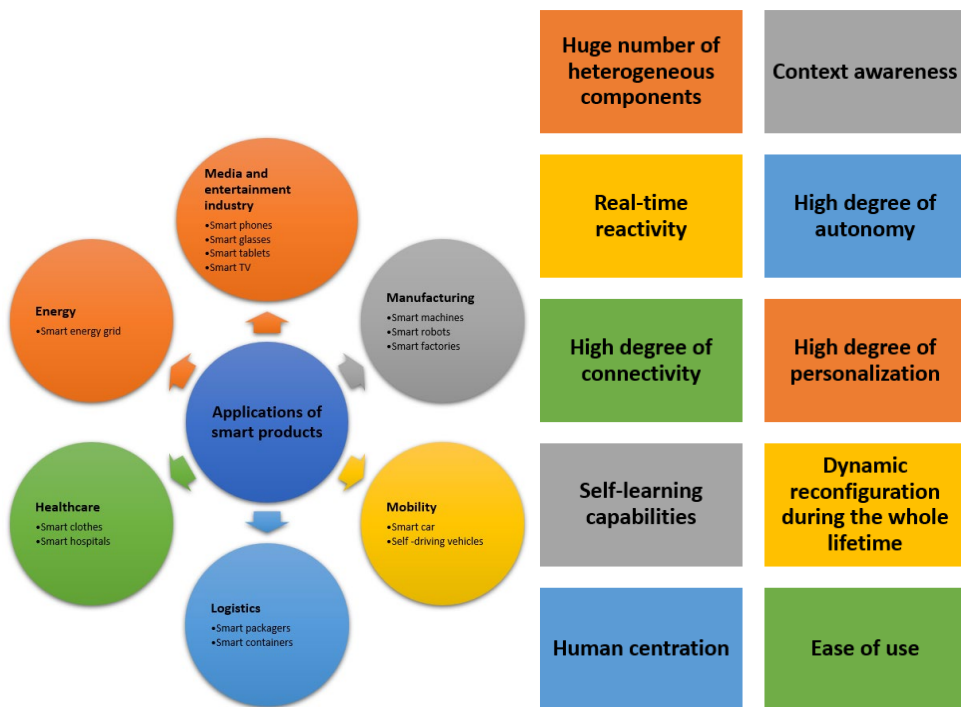 Media and
entertainment
industry
•Smart phones
•Smart glasses
•Smart tablets
•Smart TV
Energy
•Smart energy grid
Manufacturing
•Smart machines
•Smart robots
•Smart factories
Applications of
smart products
Healthcare
•Smart clothes
•Smart hospitals
Mobility
•Smart car
•Self -driving vehicles
Logistics
•Smart packagers
•Smart containers
Huge number of
heterogeneous
components
Context awareness
Real-time
reactivity
High degree of
autonomy
High degree of
connectivity
High degree of
personalization
Self-learning
capabilities
Dynamic
reconfiguration
during the whole
lifetime
Human centration
Ease of use